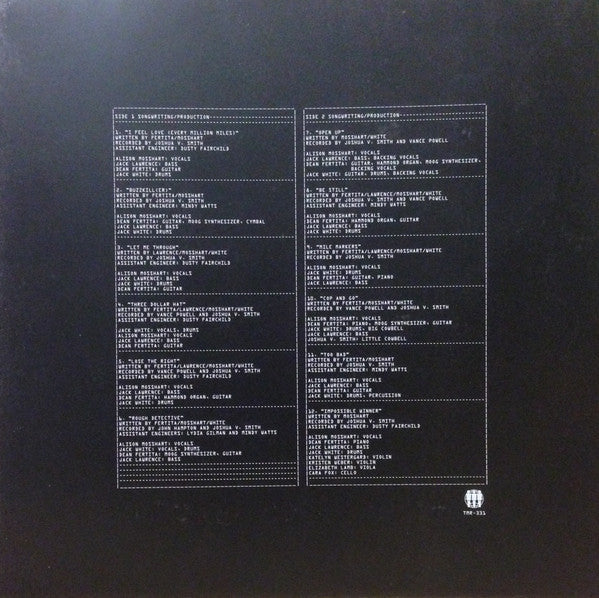 SIDE 1 SONGWRITING/PRODUCTION
1. "I FEEL LOVE (EVERY MILLION MILES)"
WRITTEN BY FERTITA/MOSSHART
RECORDED BY JOSHUA V. SMITH
ASSISTANT ENGINEER: DUSTY FAIRCHILD
ALISON MOSSHART: VOCALS
JACK LAWRENCE: BASS
DEAN FERTITA: GUITAR
JACK WHITE: DRUMS
2. "BUZZKILL(ER)"
WRITTEN BY FERTITA/MOSSHART
RECORDED BY JOSHUA V. SMITH
ASSISTANT ENGINEER: MINDY WATTS
ALISON MOSSHART: VOCALS
DEAN FERTITA: GUITAR, MOOG SYNTHESIZER, CYMBAL
JACK LAWRENCE: BASS
JACK WHITE: DRUMS
3. "LET ME THROUGH"
WRITTEN BY LAWRENCE/MOSSHART/WHITE
RECORDED BY JOSHUA V. SMITH
ASSISTANT ENGINEER: DUSTY FAIRCHILD
ALISON MOSSHART: VOCALS
JACK LAWRENCE: BASS
JACK WHITE: DRUMS
DEAN FERTITA: GUITAR
4. "THREE DOLLAR HAT"
WRITTEN BY FERTITA/LAWRENCE/MOSSHART/WHITE
RECORDED BY VANCE POWELL AND JOSHUA V. SMITH
ASSISTANT ENGINEER: DUSTY FAIRCHILD
JACK WHITE: VOCALS, DRUMS
ALISON MOSSHART: VOCALS
JACK LAWRENCE: BASS
DEAN FERTITA: GUITAR
5. "LOSE THE RIGHT"
WRITTEN BY FERTITA/LAWRENCE/MOSSHART/WHITE
RECORDED BY VANCE POWELL AND JOSHUA V. SMITH
ASSISTANT ENGINEER: DUSTY FAIRCHILD
ALISON MOSSHART: VOCALS
JACK LAWRENCE: BASS
DEAN FERTITA: HAMMOND ORGAN, GUITAR
JACK WHITE: DRUMS
6. "ROUGH DETECTIVE"
WRITTEN BY MOSSHART/WHITE
RECORDED BY JOHN HAMPTON AND JOSHUA V. SMITH
ASSISTANT ENGINEERS: LYDIA GILMAN AND MINDY WATTS
ALISON MOSSHART: VOCALS
JACK WHITE: VOCALS, DRUMS
DEAN FERTITA: MOOG SYNTHESIZER, GUITAR
JACK LAWRENCE: BASS
SIDE 2 SONGWRITING/PRODUCTION
7. "OPEN UP"
WRITTEN BY MOSSHART/WHITE
RECORDED BY JOSHUA V. SMITH AND VANCE POWELL
ALISON MOSSHART: VOCALS
JACK LAWRENCE: BASS, BACKING VOCALS
DEAN FERTITA: GUITAR, HAMMOND ORGAN, MOOG SYNTHESIZER,
BACKING VOCALS
JACK WHITE: GUITAR, DRUMS, BACKING VOCALS
8. "BE STILL"
WRITTEN BY FERTITA/LAWRENCE/MOSSHART/WHITE
RECORDED BY JOSHUA V. SMITH AND VANCE POWELL
ASSISTANT ENGINEER: MINDY WATTS
ALISON MOSSHART: VOCALS
DEAN FERTITA: HAMMOND ORGAN, GUITAR
JACK LAWRENCE: BASS
JACK WHITE: DRUMS
9. "MILE MARKERS"
WRITTEN BY FERTITA/LAWRENCE/MOSSHART/WHITE
RECORDED BY JOSHUA V. SMITH
ALISON MOSSHART: VOCALS
JACK WHITE: DRUMS
DEAN FERTITA: GUITAR, PIANO
JACK LAWRENCE: BASS
10. "COP AND GO"
WRITTEN BY FERTITA/MOSSHART/WHITE
RECORDED BY VANCE POWELL AND JOSHUA V. SMITH
ALISON MOSSHART: VOCALS
DEAN FERTITA: PIANO, MOOG SYNTHESIZER, GUITAR
JACK WHITE: DRUMS, BIG COWBELL
JACK LAWRENCE: BASS
JOSHUA V. SMITH: LITTLE COWBELL
11. "TOO BAD"
WRITTEN BY FERTITA/MOSSHART
RECORDED BY JOSHUA V. SMITH
ASSISTANT ENGINEER: MINDY WATTS
ALISON MOSSHART: VOCALS
JACK LAWRENCE: BASS
DEAN FERTITA: GUITAR
JACK WHITE: DRUMS, PERCUSSION
12. "IMPOSSIBLE WINNER"
WRITTEN BY MOSSHART
RECORDED BY JOSHUA V. SMITH
ASSISTANT ENGINEER: DUSTY FAIRCHILD
ALISON MOSSHART: VOCALS
DEAN FERTITA: PIANO
JACK WHITE: DRUMS
JACK LAWRENCE: BASS
KATELYN WESTERGARD: VIOLIN
KRISTEN WEBER: VIOLIN
ELIZABETH LAMB: VIOLA
CARA FOX: CELLO
TMR-331